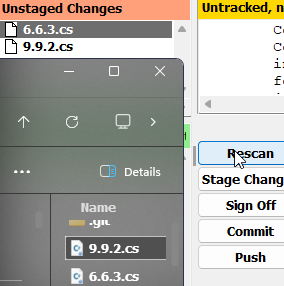 Unstaged Changes
6.6.3.cs
9.9.2.cs
Untracked, n
Rescan
Stage Chang
Sign Off
Commit
Push
Details
Name
.git
9.9.2.cs
6.6.3.cs